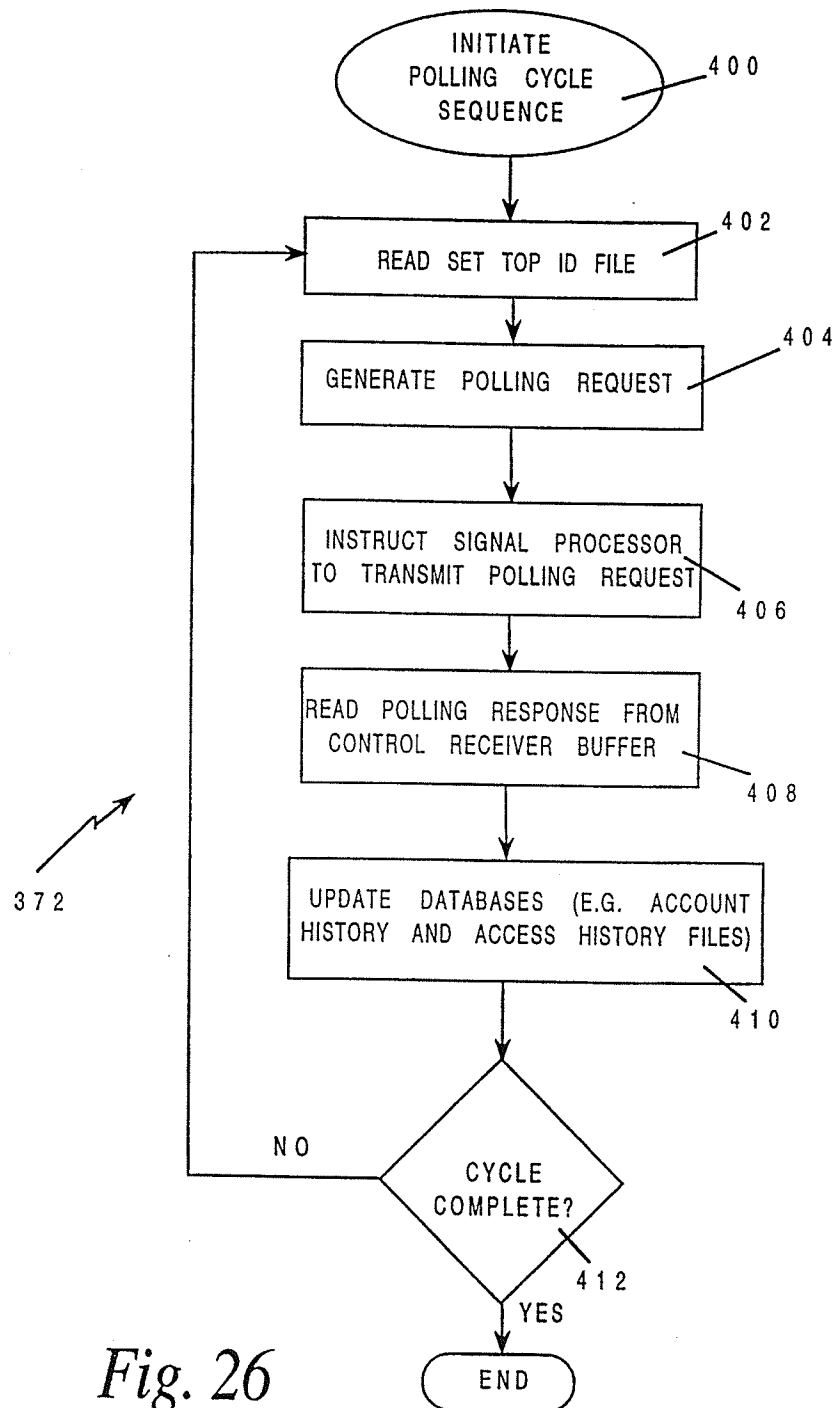 INITIATE
POLLING CYCLE
SEQUENCE
400
READ SET TOP ID FILE
402
GENERATE POLLING REQUEST
404
INSTRUCT SIGNAL PROCESSOR
TO TRANSMIT POLLING REQUEST
406
READ POLLING RESPONSE FROM
CONTROL RECEIVER BUFFER
408
372
UPDATE DATABASES (E.G. ACCOUNT
HISTORY AND ACCESS HISTORY FILES)
410
NO
CYCLE
COMPLETE?
412
YES
END
Fig. 26